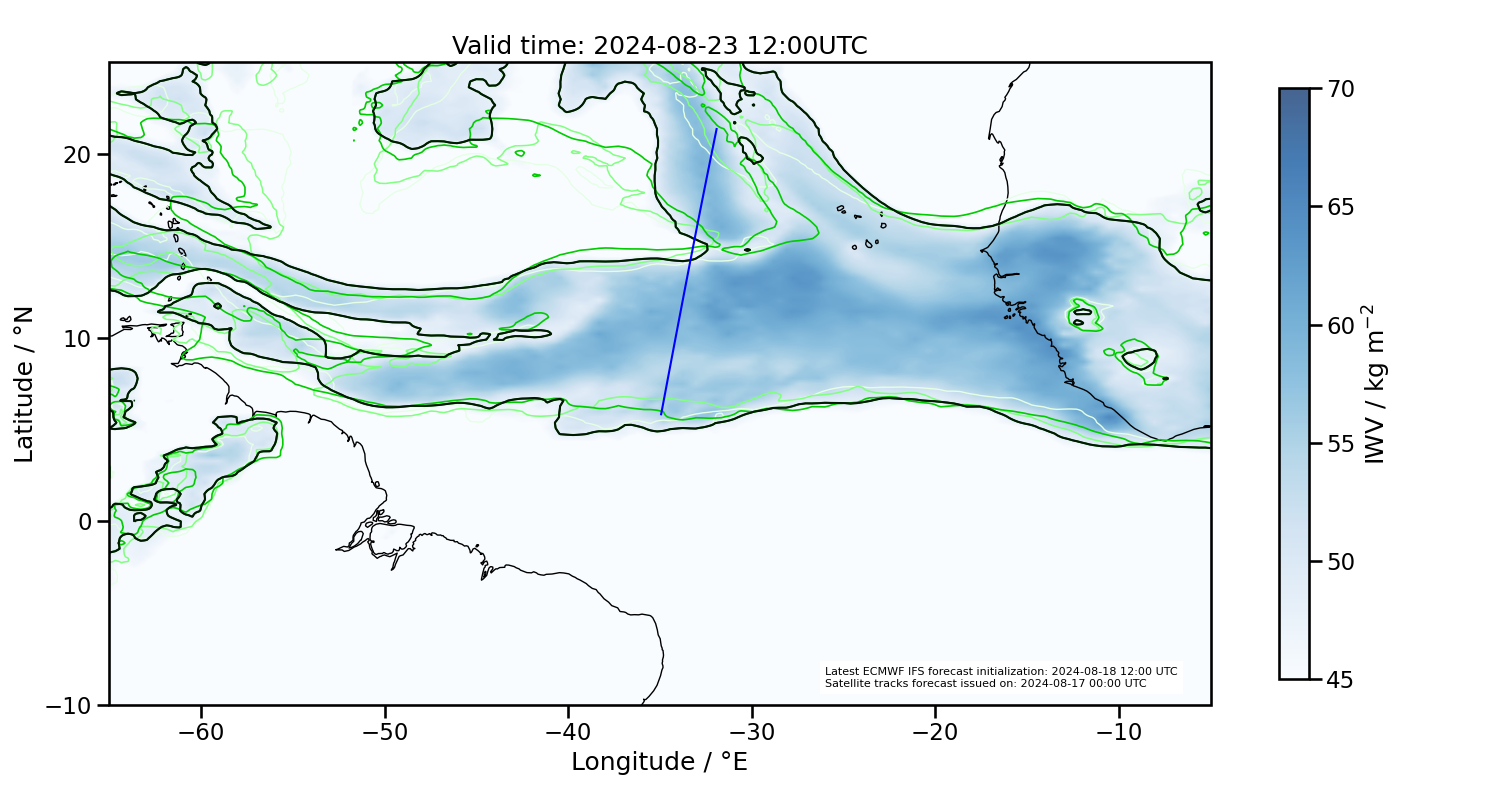 Valid time: 2024-08-23 12:00UTC
20
10
0
−10
Latitude / °N
−60
−50
−40
−30
−20
−10
Longitude / °E
Latest ECMWF IFS forecast initialization: 2024-08-18 12:00 UTC
Satellite tracks forecast issued on: 2024-08-17 00:00 UTC
70
65
60
55
50
45
IWV / kg m⁻²